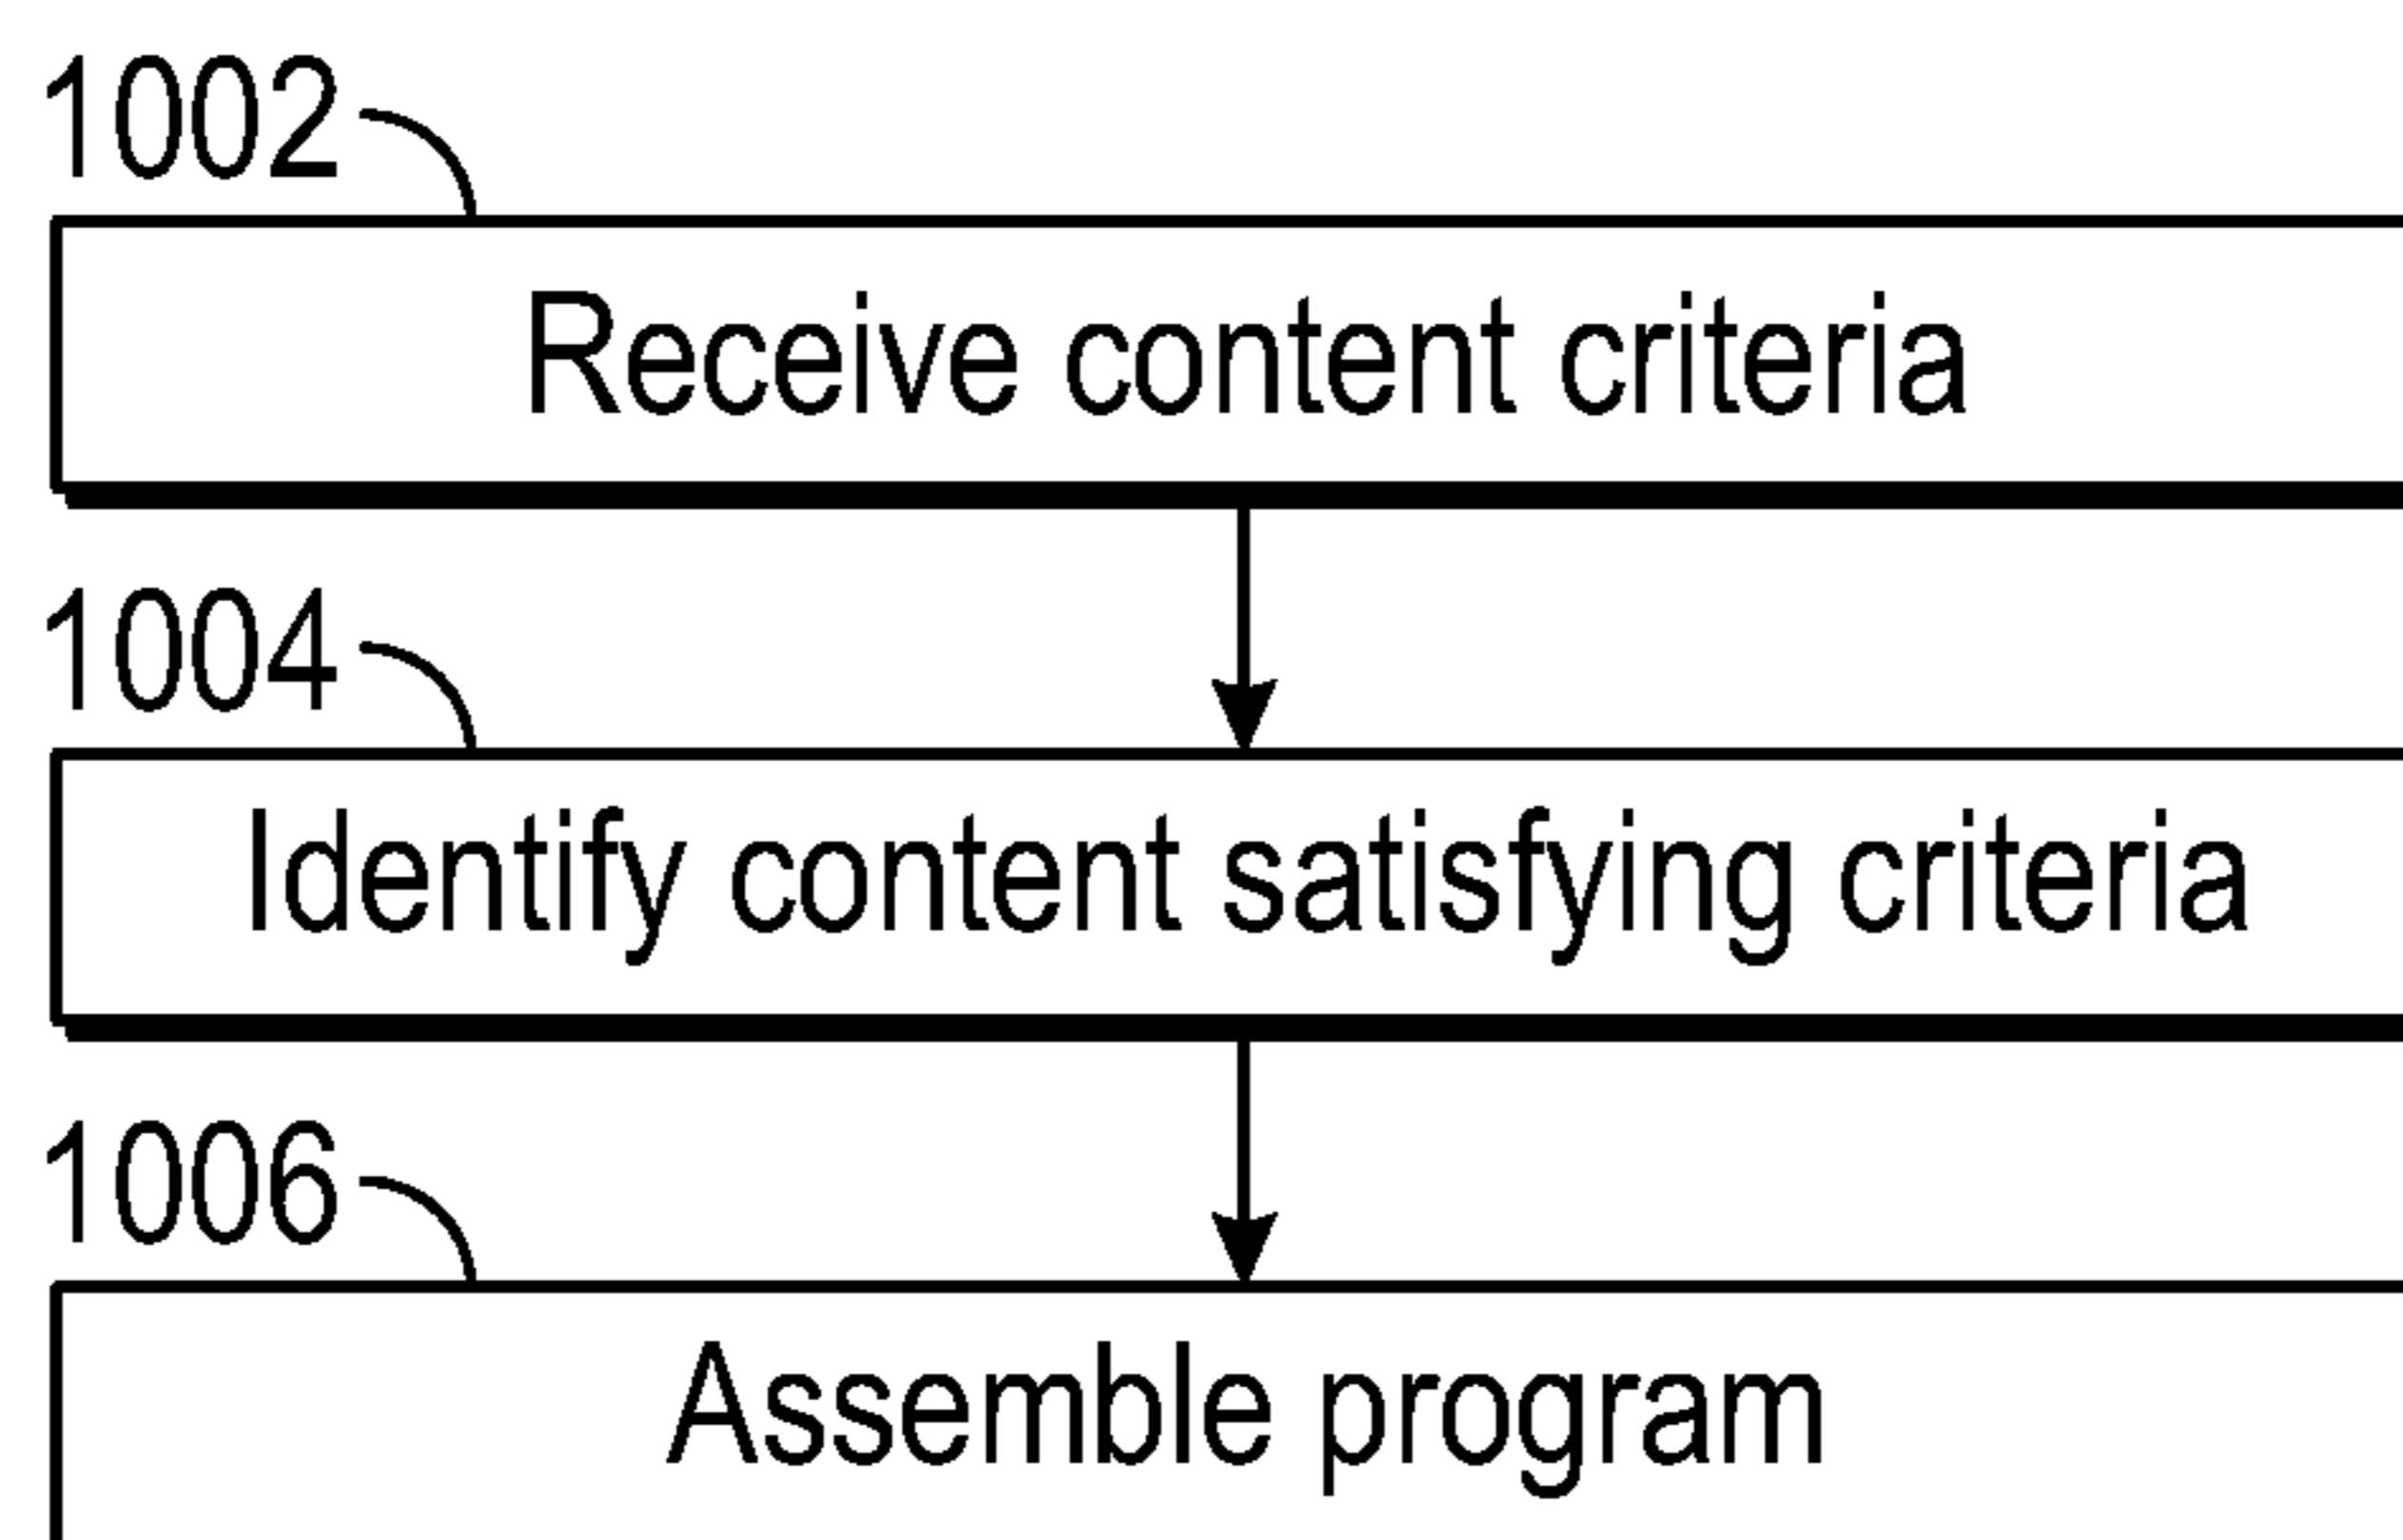 1002
Receive content criteria
1004
Identify content satisfying criteria
1006
Assemble program